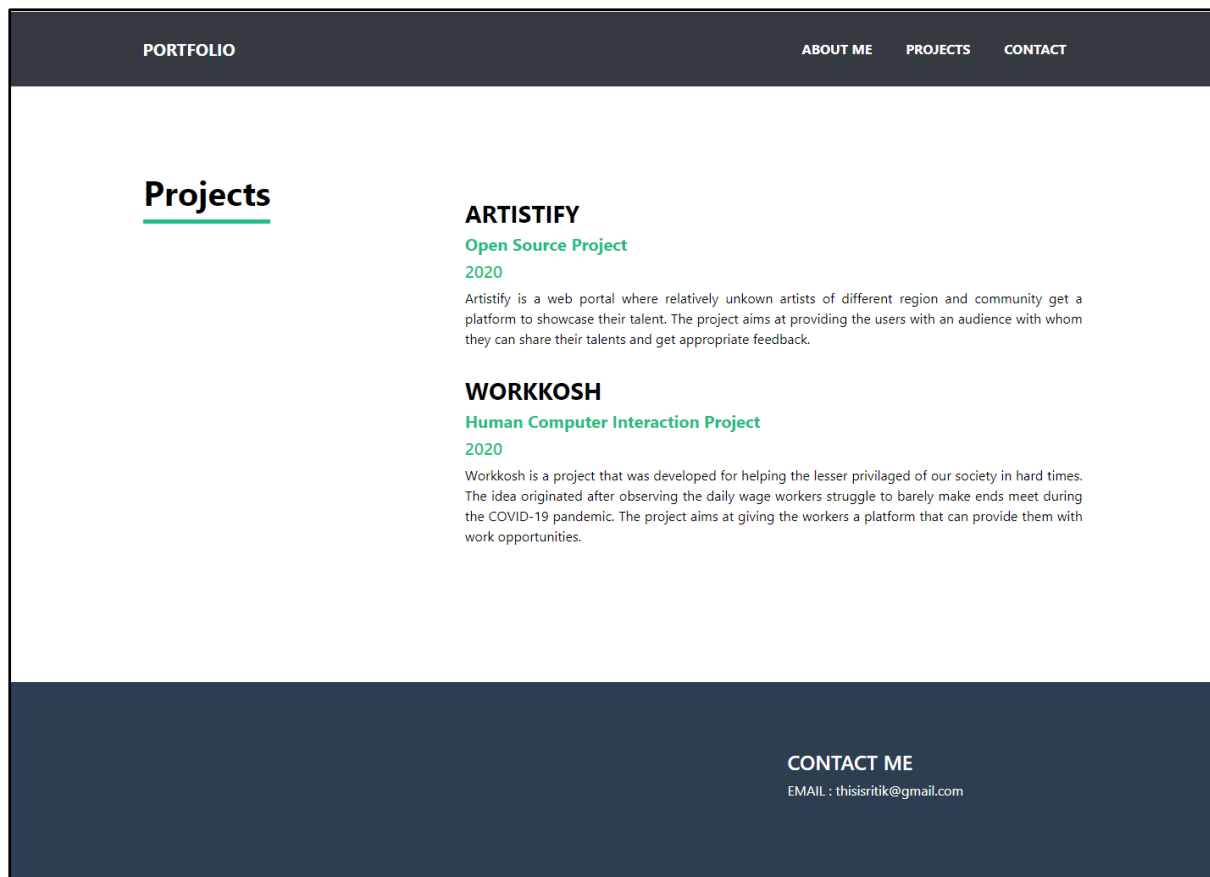 PORTFOLIO
ABOUT ME PROJECTS CONTACT
Projects
ARTISTIFY
Open Source Project
2020
Artistify is a web portal where relatively unkown artists of different region and community get a
platform to showcase their talent. The project aims at providing the users with an audience with whom
they can share their talents and get appropriate feedback.
WORKKOSH
Human Computer Interaction Project
2020
Workkosh is a project that was developed for helping the lesser privilaged of our society in hard times.
The idea originated after observing the daily wage workers struggle to barely make ends meet during
the COVID-19 pandemic. The project aims at giving the workers a platform that can provide them with
work opportunities.
CONTACT ME
EMAIL : thisisritik@gmail.com